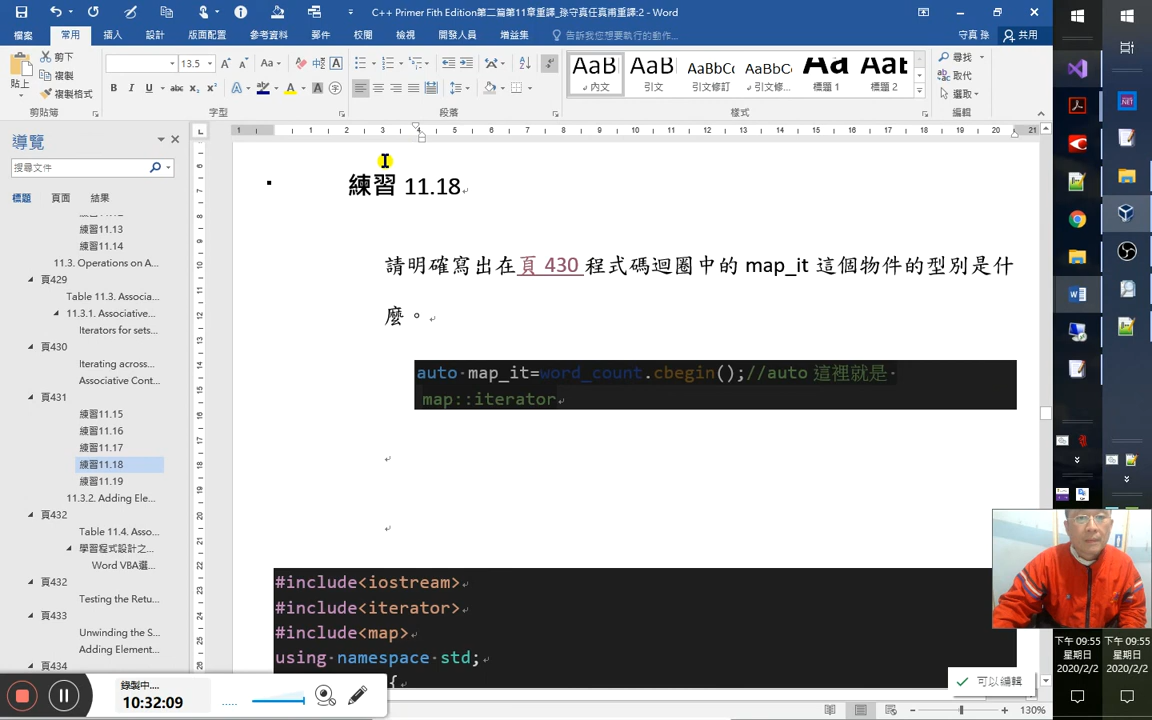 C++ Primer Fith Edition第二篇第11章重譯.孫守真任真甫重譯:2 - Word
檔案 常用 插入 設計 版面配置 參考資料 郵件 校閱 檢視 開發人員 增益集 告訴我您想要執行的動作... 守真 孫 共用
剪下
複製
複製格式
貼上
13.5
尋找
取代
選取
AaB AaB AaBbCc AaBbC AaB AaB
內文 引文 引文修訂 引文修... 標題 1 標題 2
剪貼簿 字型 段落 樣式 編輯
導覽
搜尋文件
標題 頁面 結果
練習11.13
練習11.14
11.3. Operations on A...
頁429
Table 11.3. Associa...
11.3.1. Associative...
Iterators for sets...
頁430
Iterating across...
Associative Cont...
頁431
練習11.15
練習11.16
練習11.17
練習11.18
練習11.19
11.3.2. Adding Ele...
頁432
Table 11.4. Asso...
學習程式設計之...
Word VBA選...
頁432
Testing the Retu...
頁433
Unwinding the S...
Adding Element...
頁434
練習 11.18
請明確寫出在頁 430 程式碼迴圈中的 map_it 這個物件的型別是什
麼。
auto map_it=word_count.cbegin();//auto 這裡就是
map::iterator
#include<iostream>
#include<iterator>
#include<map>
using namespace std;
{
錄製中....
10:32:09
可以編輯
130%
下午 09:55
星期日
2020/2/2
下午 09:55
星期日
2020/2/2